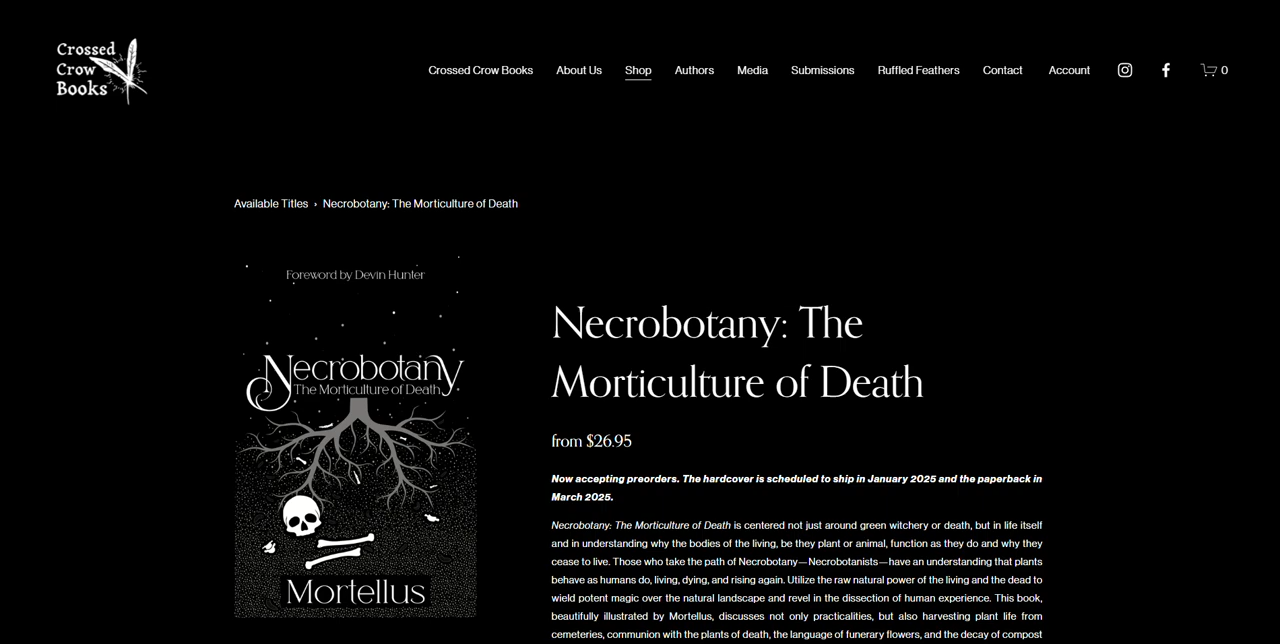 Crossed
Crow
Books
Crossed Crow Books
About Us
Shop
Authors
Media
Submissions
Ruffled Feathers
Contact
Account
0
Available Titles › Necrobotany: The Morticulture of Death
Foreword by Devin Hunter
Necrobotany
The Morticulture of Death
Mortellus
Necrobotany: The
Morticulture of Death
from $26.95
Now accepting preorders. The hardcover is scheduled to ship in January 2025 and the paperback in
March 2025.
Necrobotany: The Morticulture of Death is centered not just around green witchery or death, but in life itself
and in understanding why the bodies of the living, be they plant or animal, function as they do and why they
cease to live. Those who take the path of Necrobotany—Necrobotanists—have an understanding that plants
behave as humans do, living, dying, and rising again. Utilize the raw natural power of the living and the dead to
wield potent magic over the natural landscape and revel in the dissection of human experience. This book,
beautifully illustrated by Mortellus, discusses not only practicalities, but also harvesting plant life from
cemeteries, communion with the plants of death, the language of funerary flowers, and the decay of compost